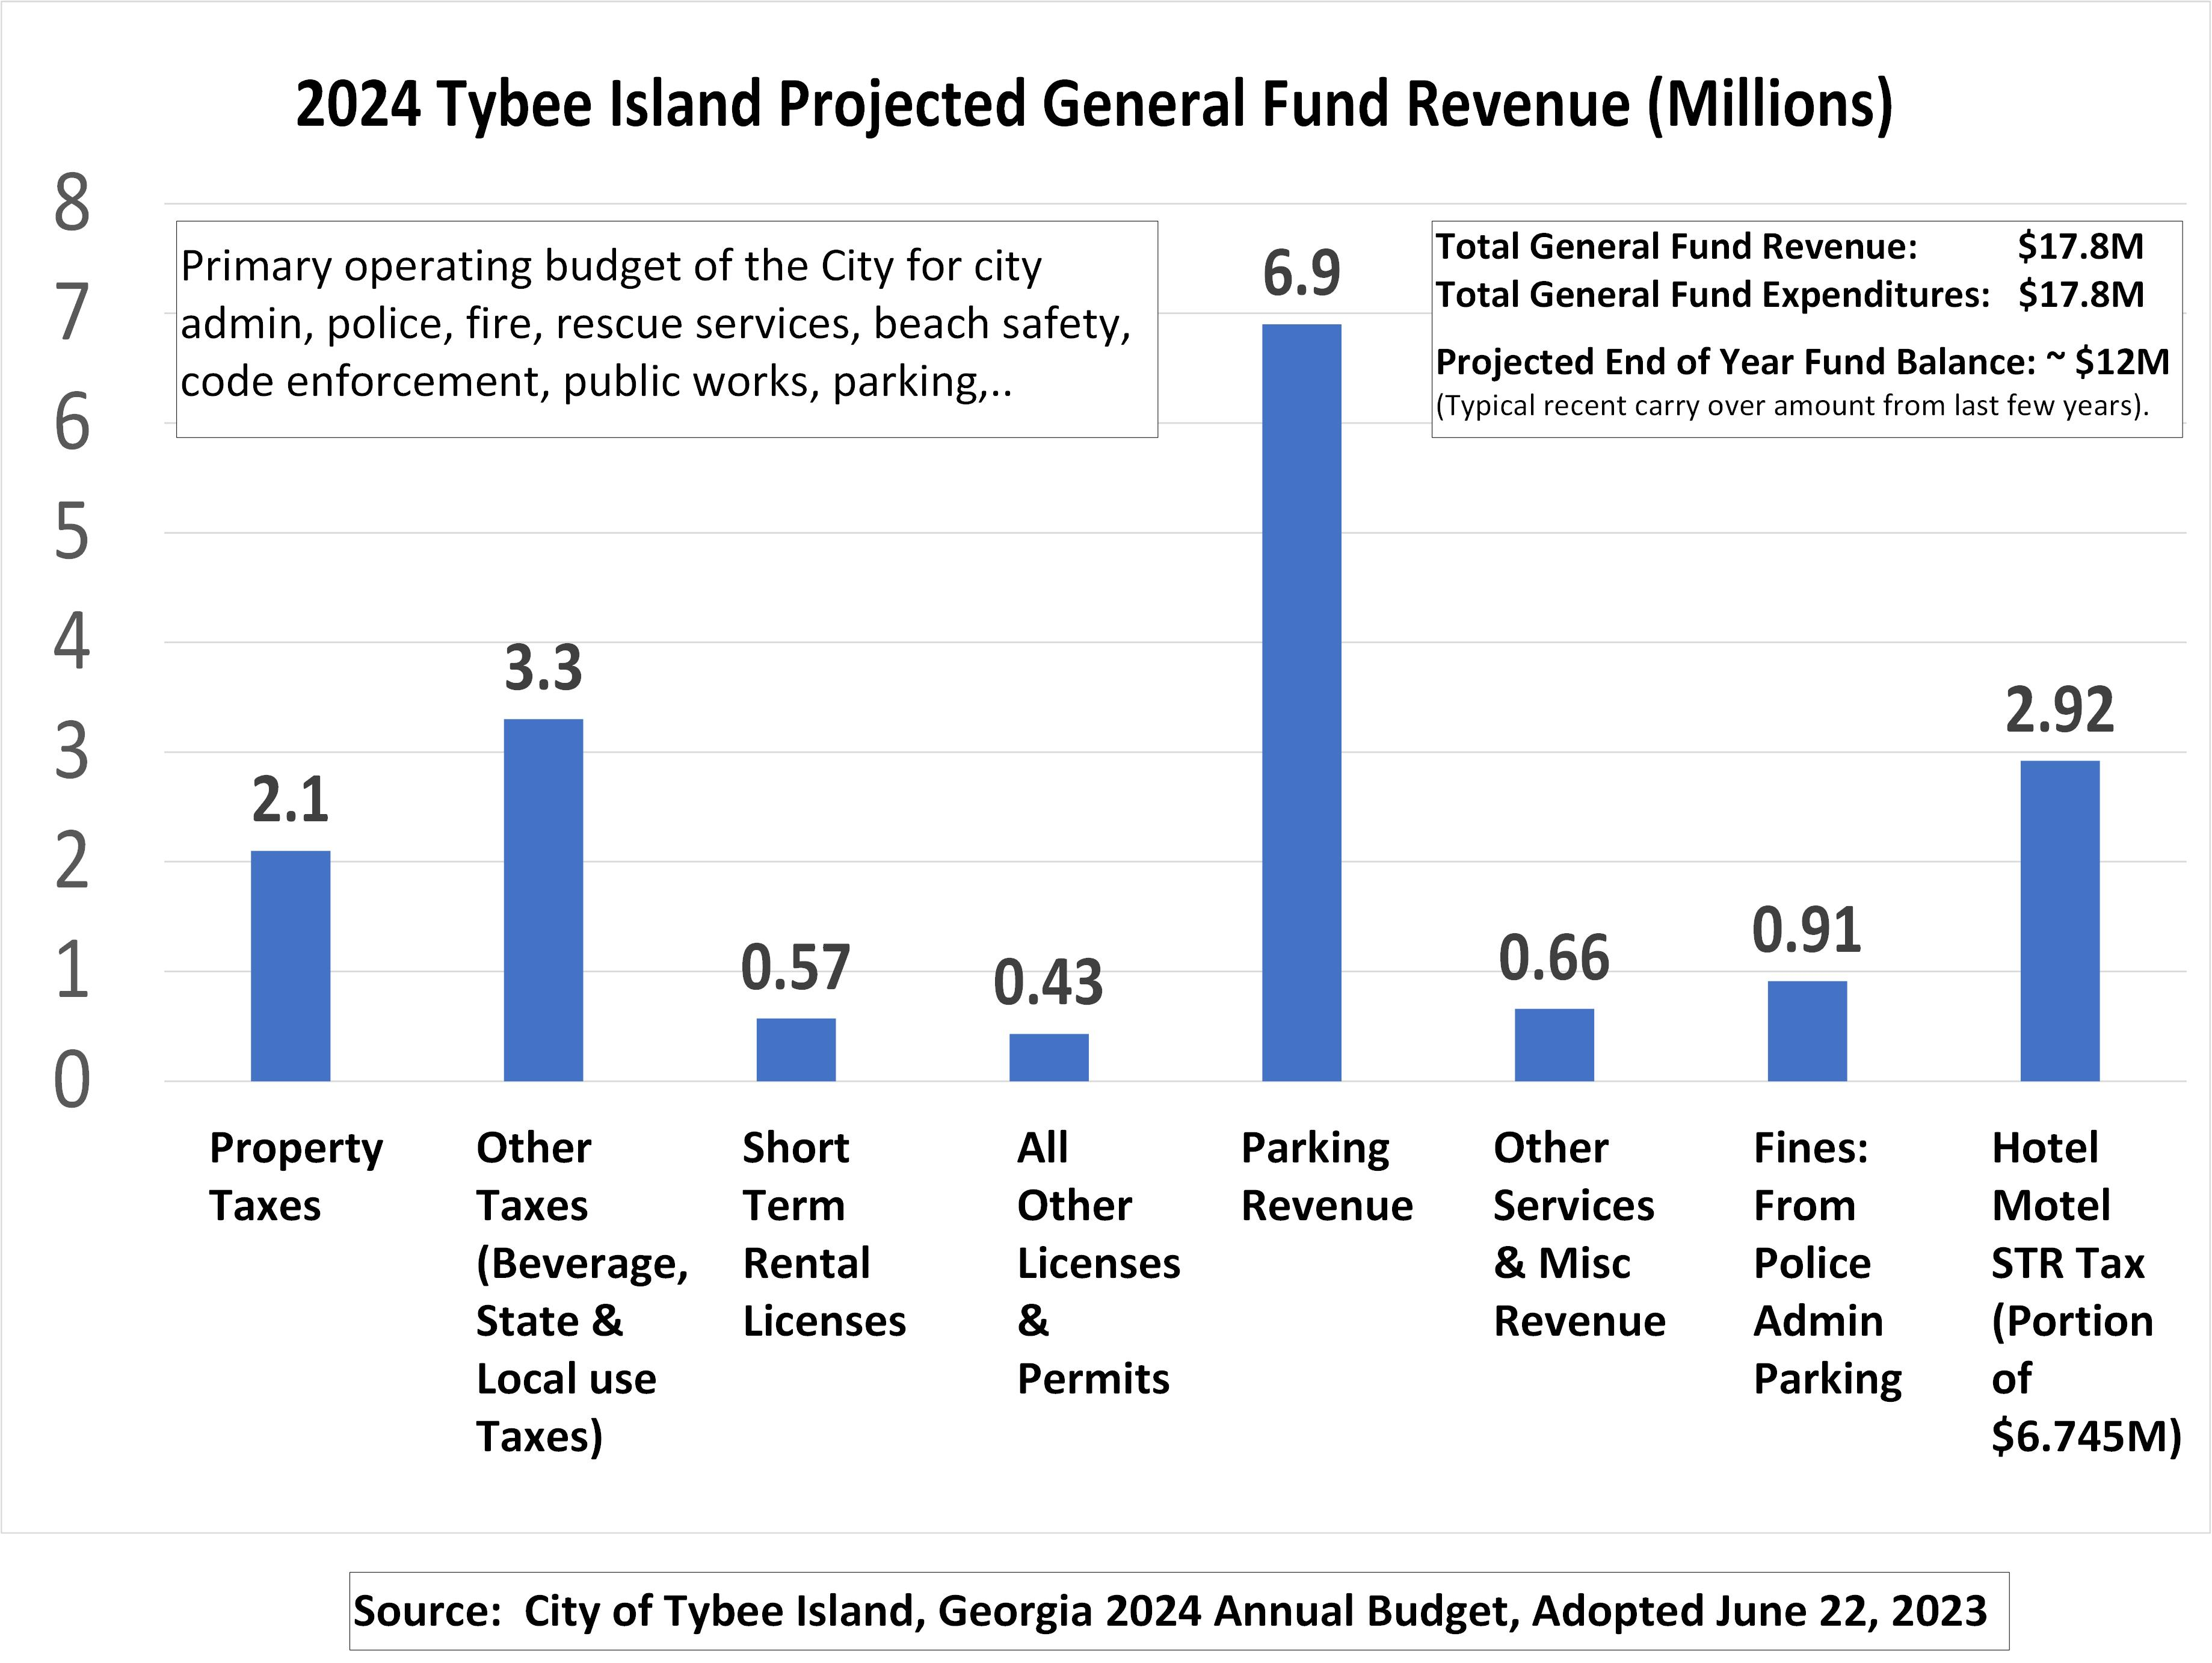 2024 Tybee Island Projected General Fund Revenue (Millions)
8
7
6
5
4
3
2
1
0
Primary operating budget of the City for city
admin, police, fire, rescue services, beach safety,
code enforcement, public works, parking,..
Total General Fund Revenue: $17.8M
Total General Fund Expenditures: $17.8M
Projected End of Year Fund Balance: ~ $12M
(Typical recent carry over amount from last few years).
2.1
3.3
0.57
0.43
6.9
0.66
0.91
2.92
Property
Taxes
Other
Taxes
(Beverage,
State &
Local use
Taxes)
Short
Term
Rental
Licenses
All
Other
Licenses
&
Permits
Parking
Revenue
Other
Services
& Misc
Revenue
Fines:
From
Police
Admin
Parking
Hotel
Motel
STR Tax
(Portion
of
$6.745M)
Source:  City of Tybee Island, Georgia 2024 Annual Budget, Adopted June 22, 2023